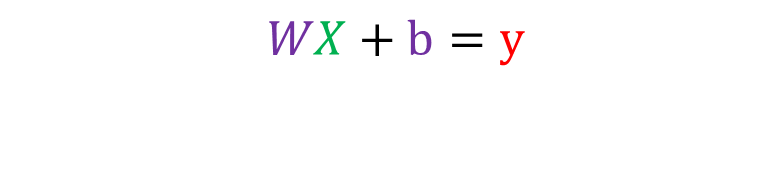 WX + b = y